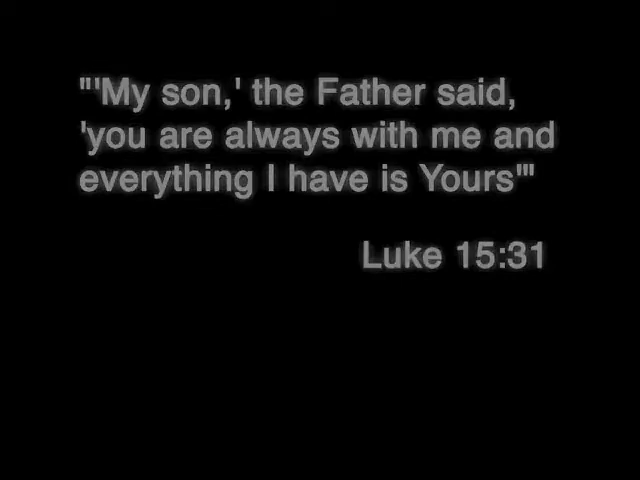 "'My son,' the Father said,
'you are always with me and
everything I have is Yours'"
Luke 15:31